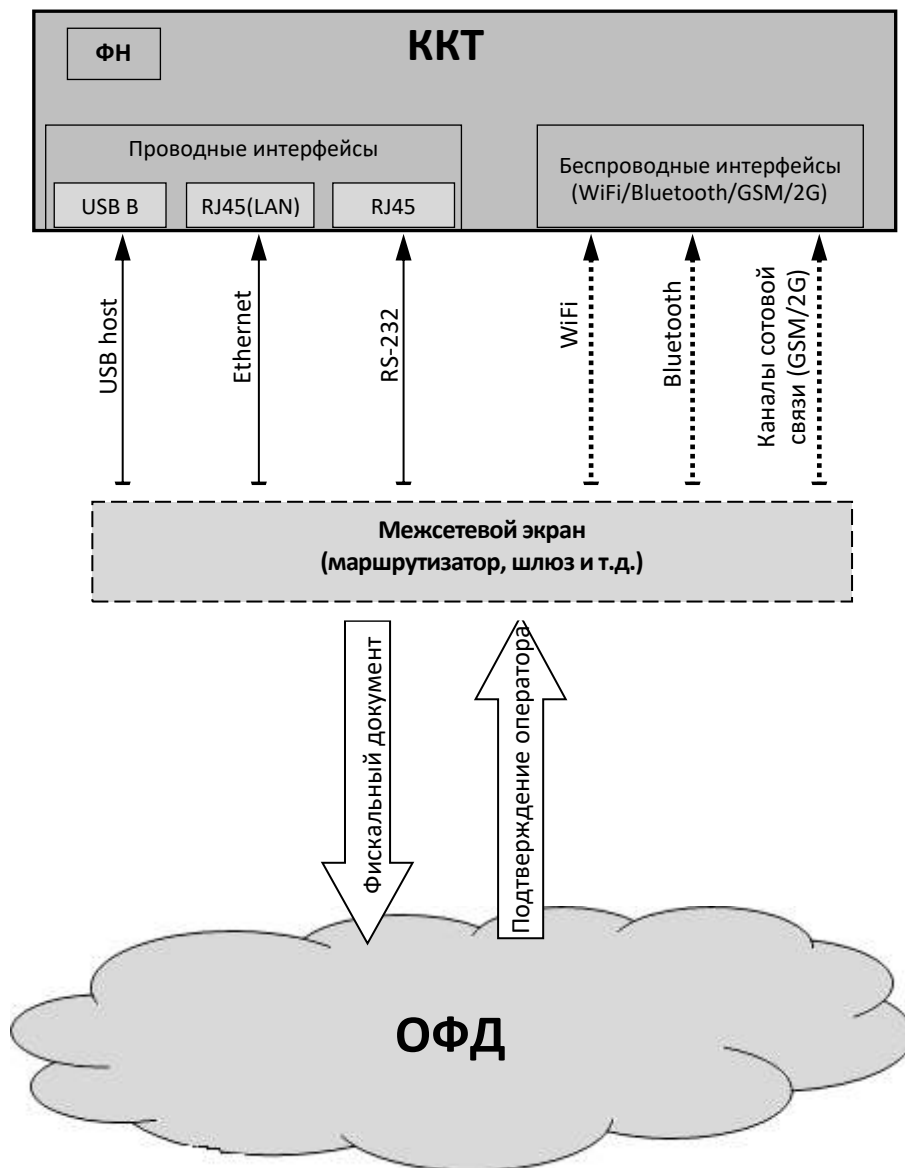 ККТ
ФН
Проводные интерфейсы
USB B
RJ45(LAN)
RJ45
Беспроводные интерфейсы
(WiFi/Bluetooth/GSM/2G)
USB host
Ethernet
RS-232
WiFi
Bluetooth
Каналы сотовой
связи (GSM/2G)
Межсетевой экран
(маршрутизатор, шлюз и т.д.)
Фискальный документ
Подтверждение оператора
ОФД